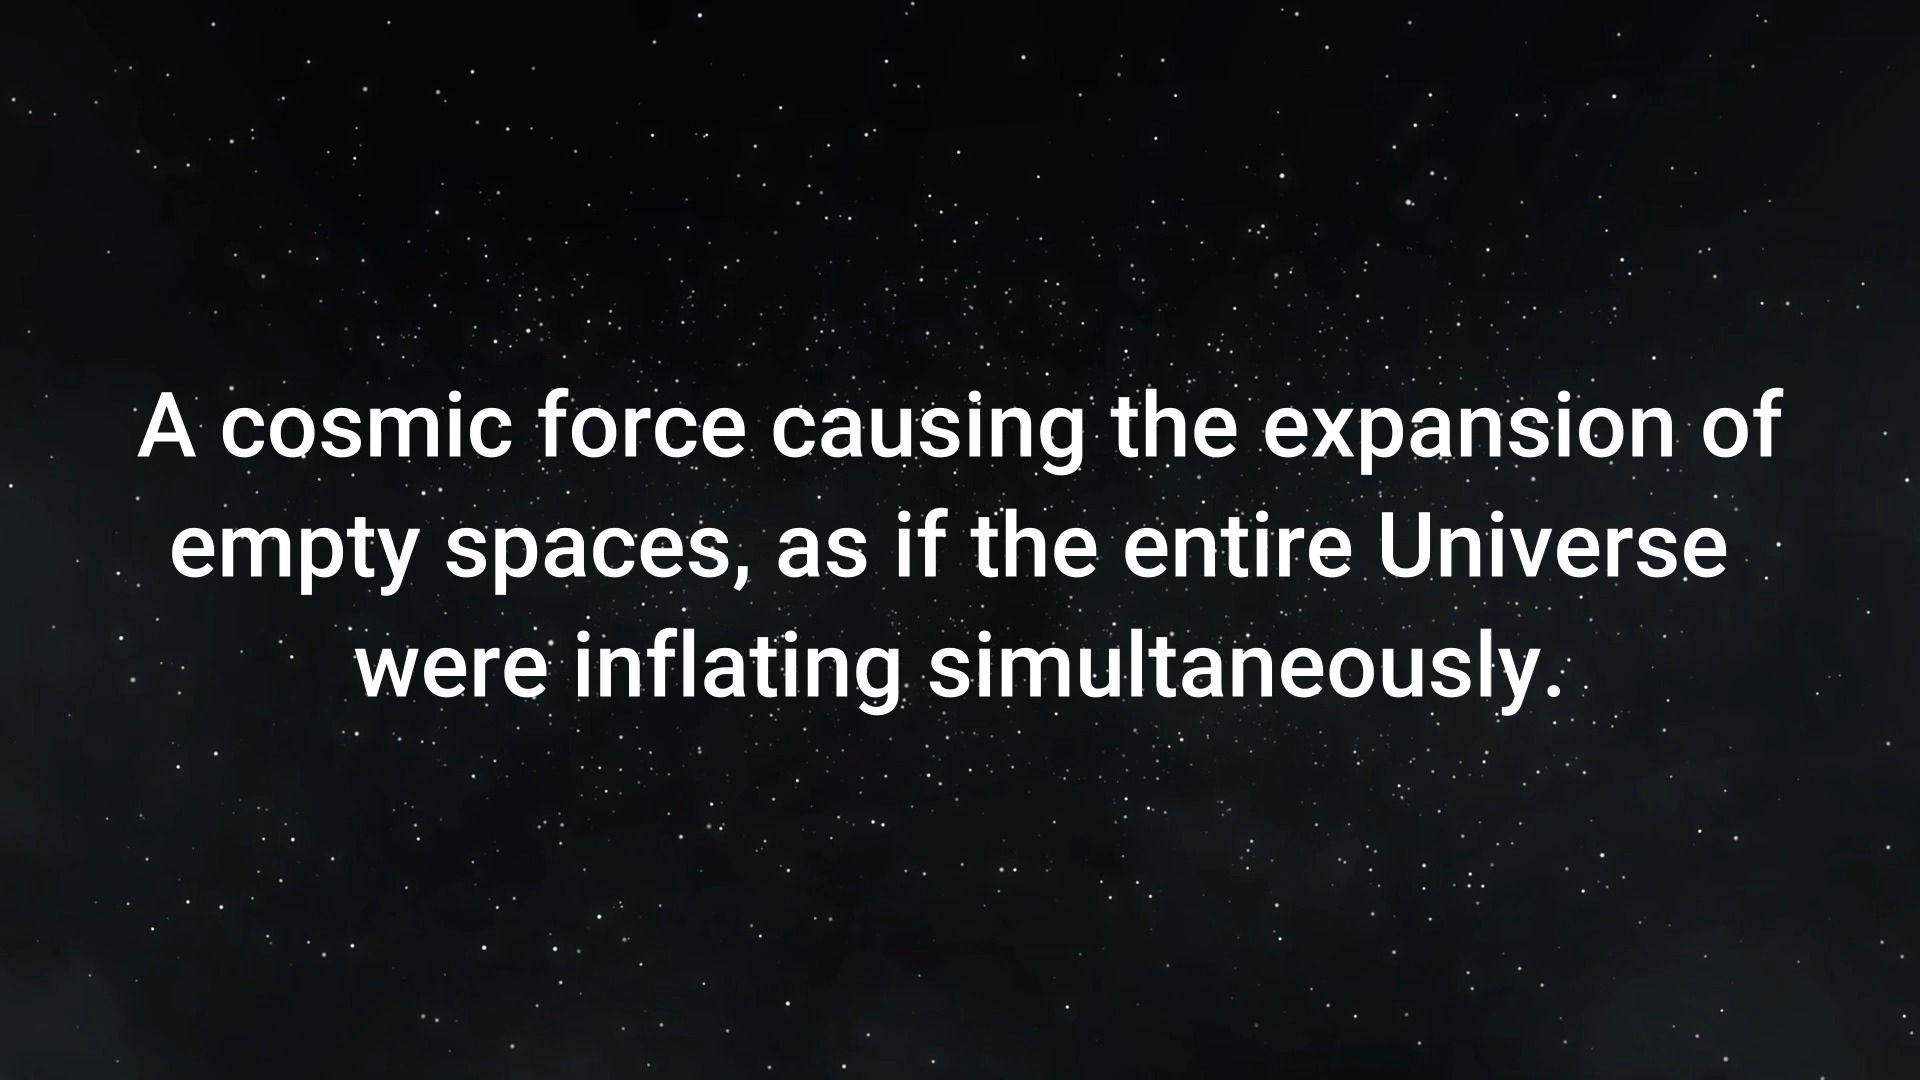 A cosmic force causing the expansion of
empty spaces, as if the entire Universe
were inflating simultaneously.